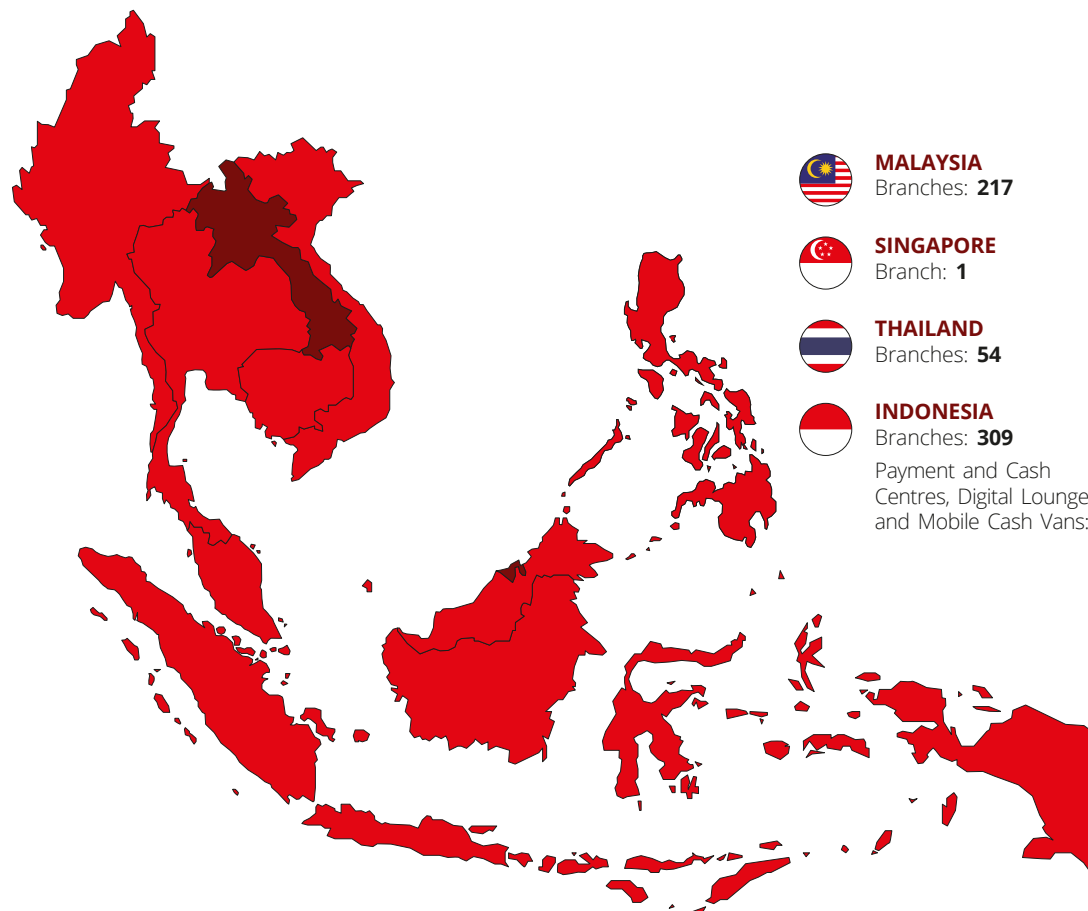 MALAYSIA
Branches: 217
SINGAPORE
Branch: 1
THAILAND
Branches: 54
INDONESIA
Branches: 309
Payment and Cash
Centres, Digital Lounge
and Mobile Cash Vans: